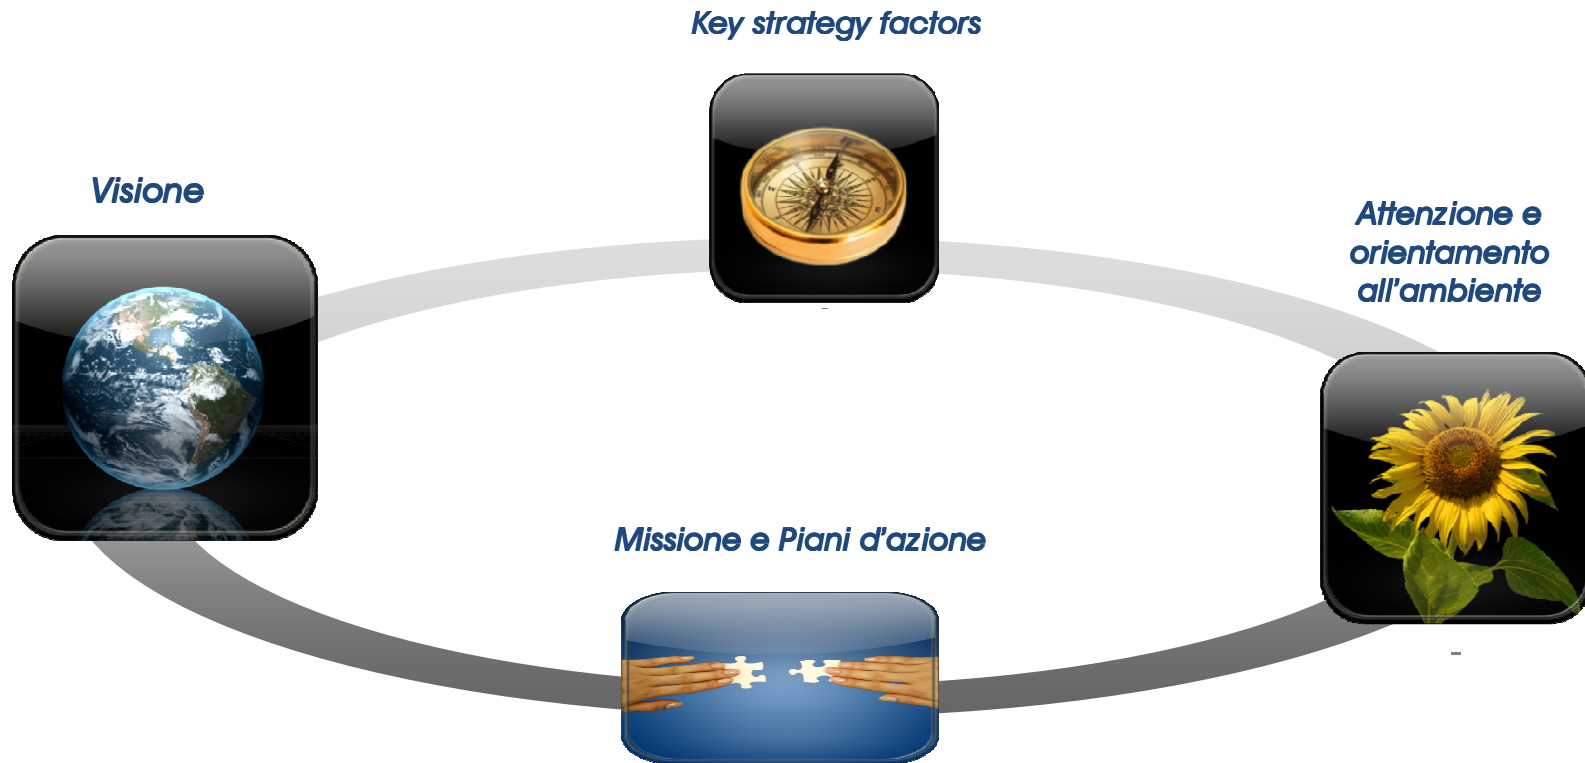 Key strategy factors
Visione
Attenzione e
orientamento
all'ambiente
Missione e Piani d'azione